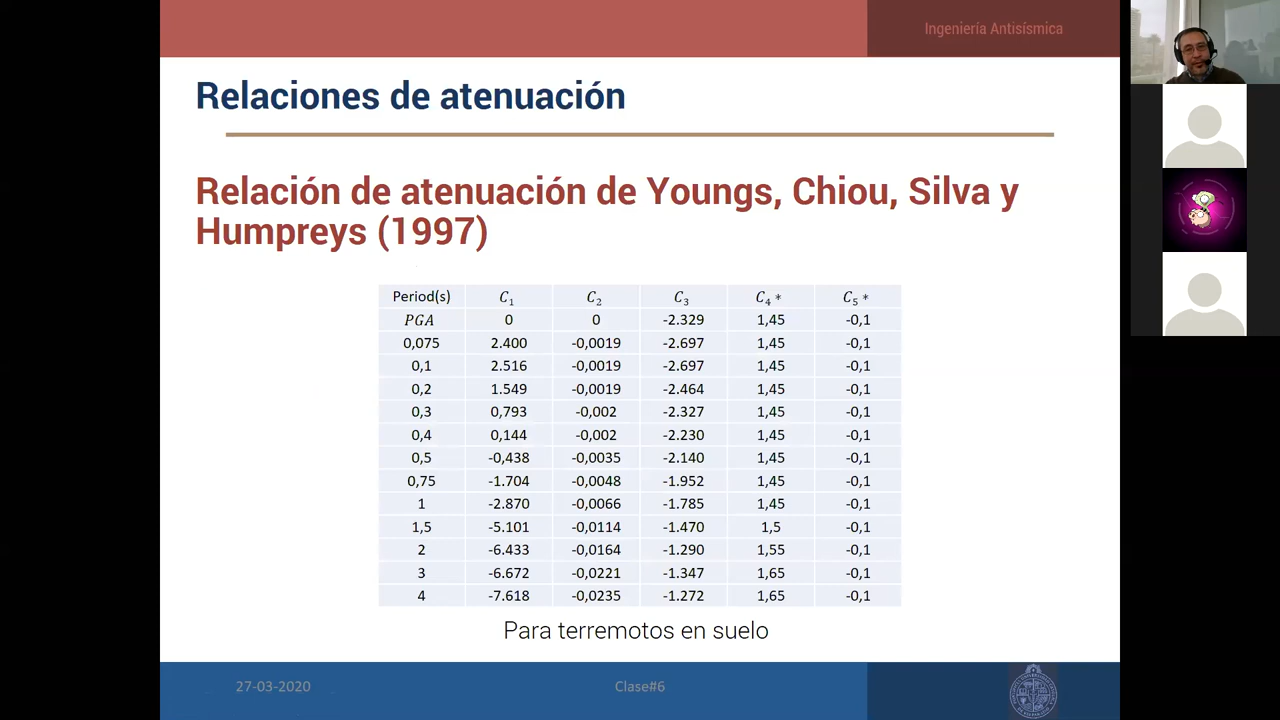 Ingeniería Antisísmica
Relaciones de atenuación
Relación de atenuación de Youngs, Chiou, Silva y
Humpreys (1997)
Period(s) C₁ C₂ C₃ C₄ * C₅ *
PGA 0 0 -2.329 1,45 -0,1
0,075 2.400 -0,0019 -2.697 1,45 -0,1
0,1 2.516 -0,0019 -2.697 1,45 -0,1
0,2 1.549 -0,0019 -2.464 1,45 -0,1
0,3 0,793 -0,002 -2.327 1,45 -0,1
0,4 0,144 -0,002 -2.230 1,45 -0,1
0,5 -0,438 -0,0035 -2.140 1,45 -0,1
0,75 -1.704 -0,0048 -1.952 1,45 -0,1
1 -2.870 -0,0066 -1.785 1,45 -0,1
1,5 -5.101 -0,0114 -1.470 1,5 -0,1
2 -6.433 -0,0164 -1.290 1,55 -0,1
3 -6.672 -0,0221 -1.347 1,65 -0,1
4 -7.618 -0,0235 -1.272 1,65 -0,1
Para terremotos en suelo
27-03-2020 Clase#6